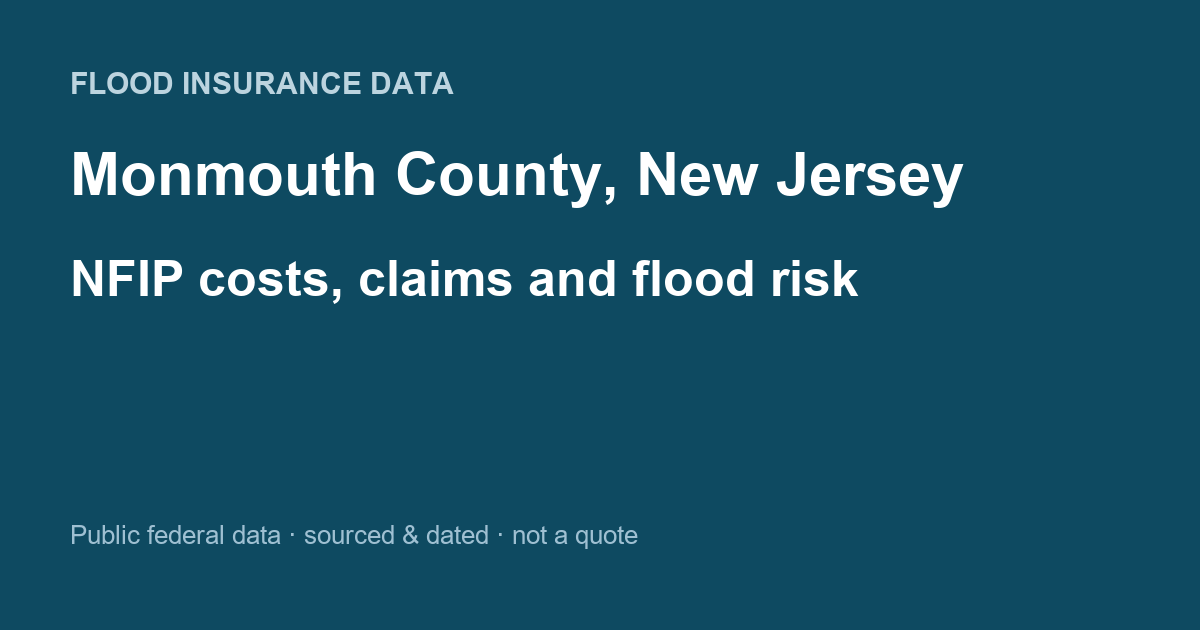 FLOOD INSURANCE DATA
Monmouth County, New Jersey
NFIP costs, claims and flood risk
Public federal data · sourced & dated · not a quote